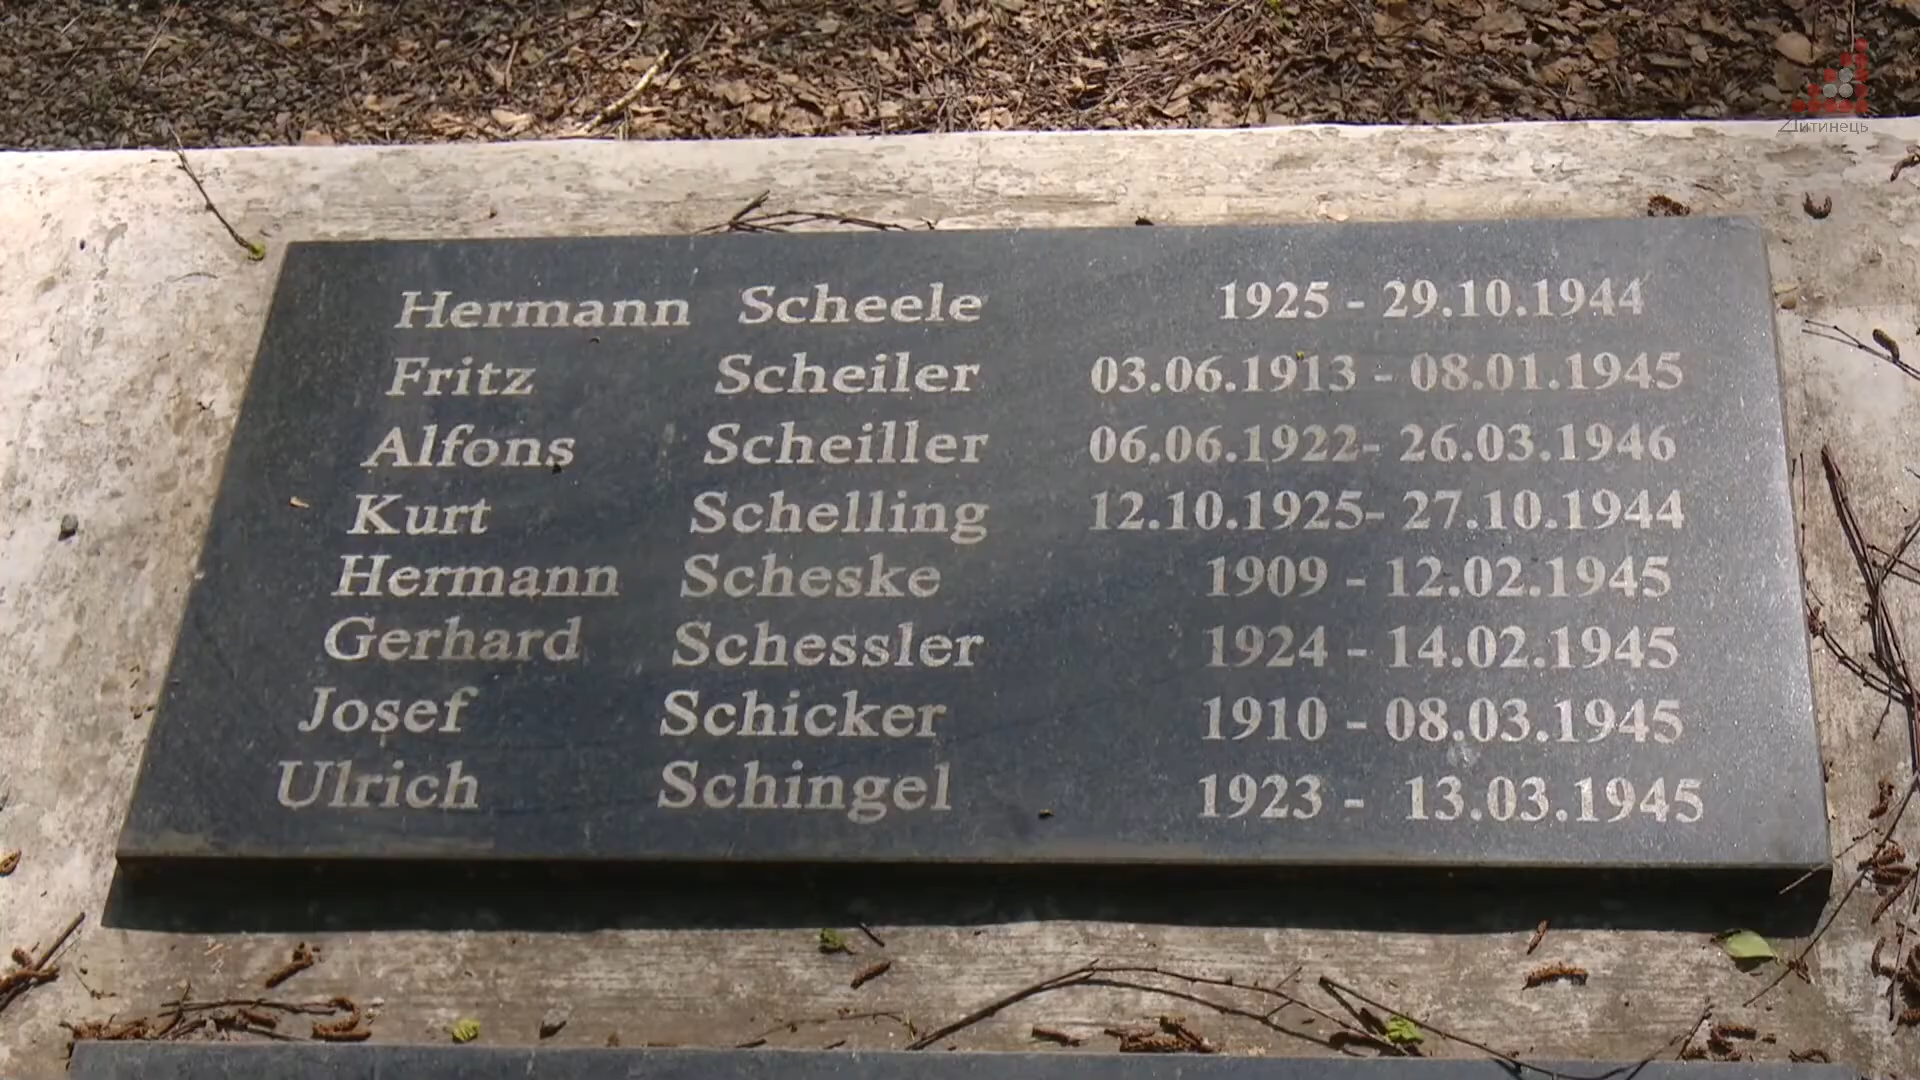 Дитинець
Hermann Scheele 1925 - 29.10.1944
Fritz Scheiler 03.06.1913 - 08.01.1945
Alfons Scheiller 06.06.1922- 26.03.1946
Kurt Schelling 12.10.1925- 27.10.1944
Hermann Scheske 1909 - 12.02.1945
Gerhard Schessler 1924 - 14.02.1945
Josef Schicker 1910 - 08.03.1945
Ulrich Schingel 1923 - 13.03.1945